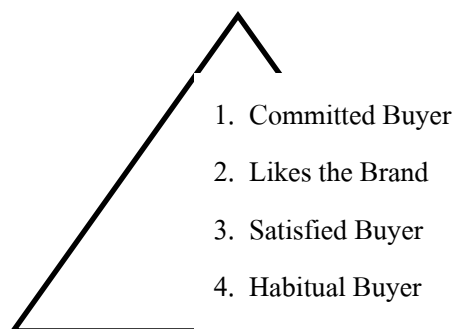 1. Committed Buyer
2. Likes the Brand
3. Satisfied Buyer
4. Habitual Buyer